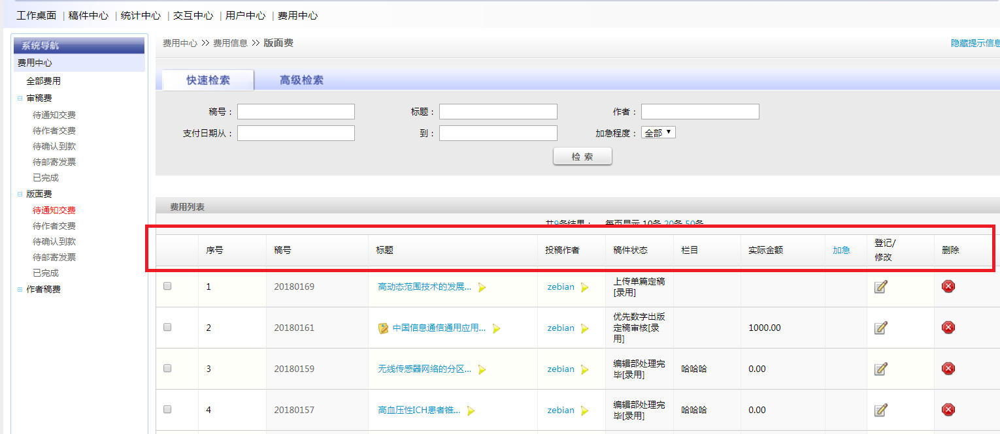 工作桌面 | 稿件中心 | 统计中心 | 交互中心 | 用户中心 | 费用中心
系统导航
费用中心
全部费用
审稿费
待通知交费
待作者交费
待确认到款
待邮寄发票
已完成
版面费
待通知交费
待作者交费
待确认到款
待邮寄发票
已完成
作者稿费
费用中心 >> 费用信息 >> 版面费
隐藏提示信息
快速检索 高级检索
稿号： 标题： 作者：
支付日期从： 到： 加急程度： 全部
检 索
费用列表
共9条结果： 每页显示 10条 20条 50条
序号 稿号 标题 投稿作者 稿件状态 栏目 实际金额 加急 登记/ 删除
修改
1 20180169 高动态范围技术的发展... zebian 上传单篇定稿
[录用]
2 20180161 中国信息通信通用应用... zebian 优先数字出版 1000.00
定稿审核[录
用]
3 20180159 无线传感器网络的分区... zebian 编辑部处理完 哈哈哈 0.00
毕[录用]
4 20180157 高血压性ICH患者锥... zebian 编辑部处理完 哈哈哈 0.00
毕[录用]